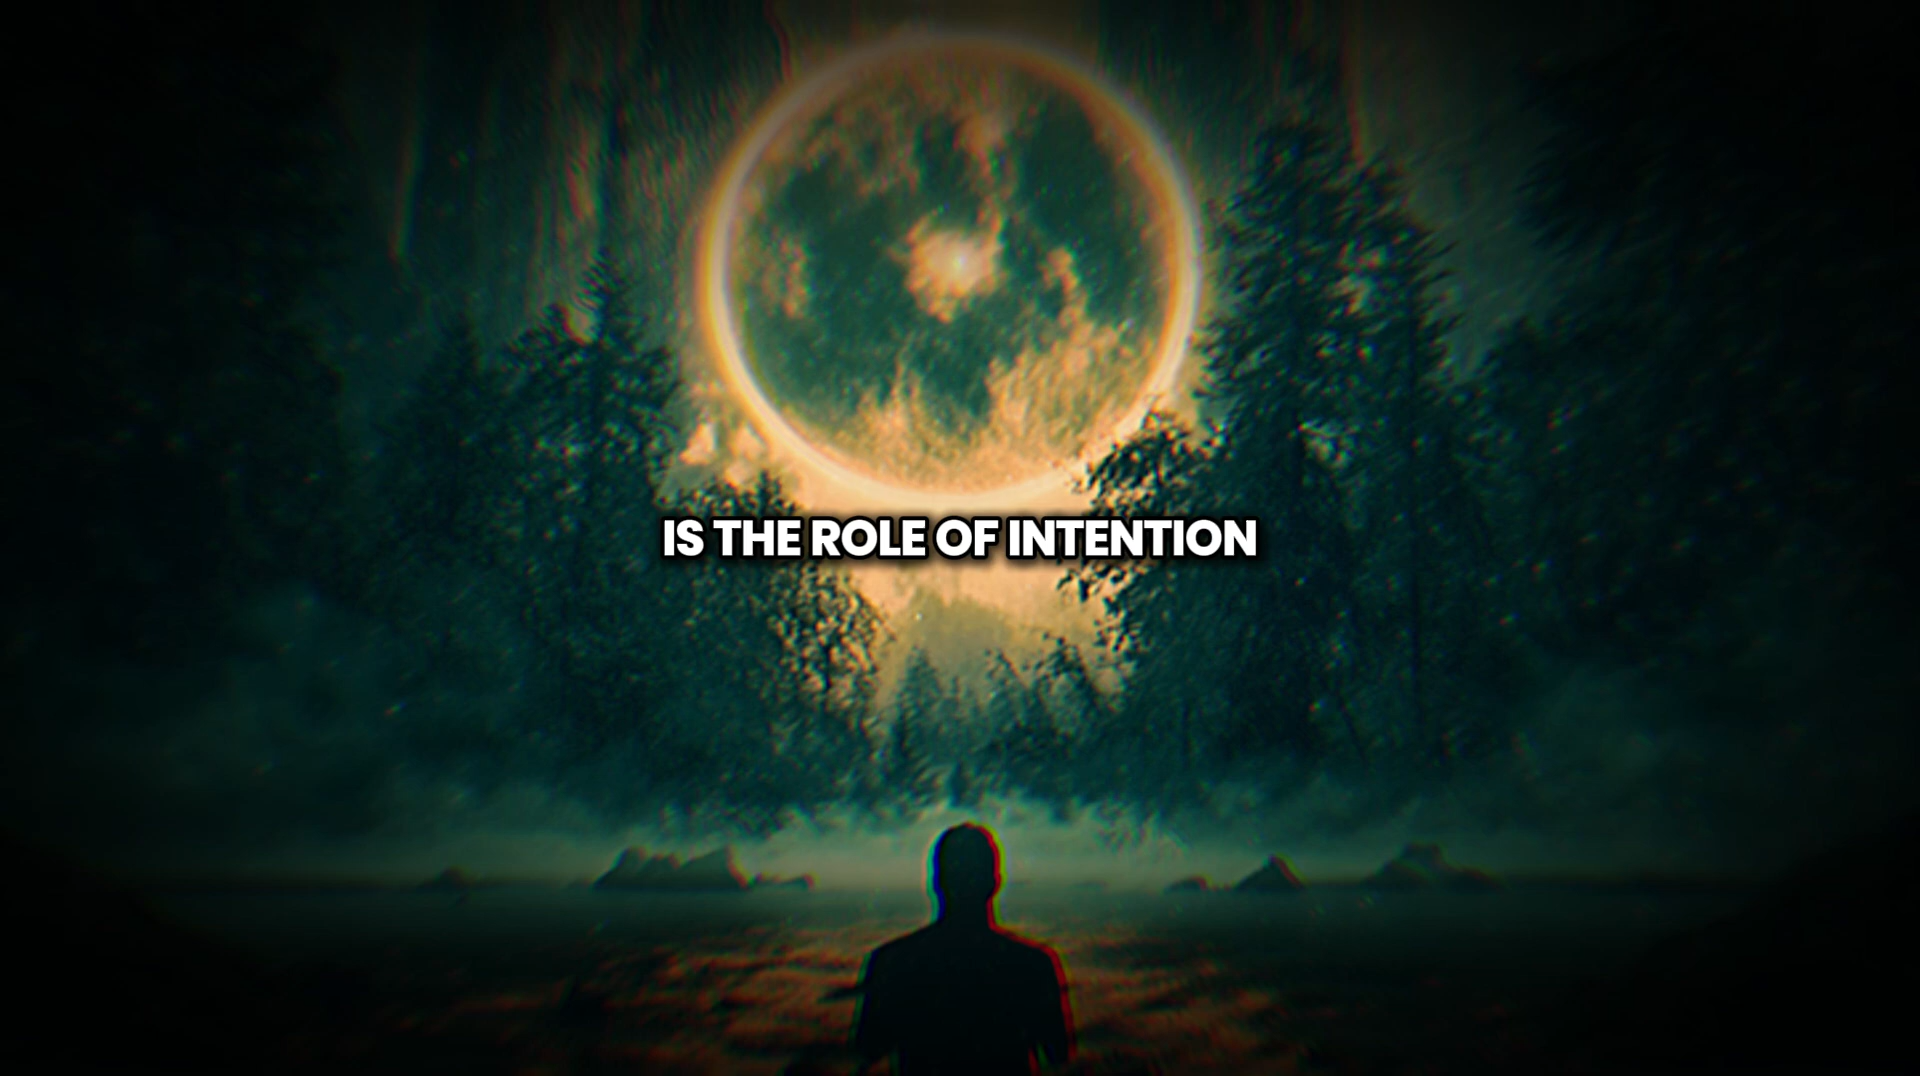 IS THE ROLE OF INTENTION